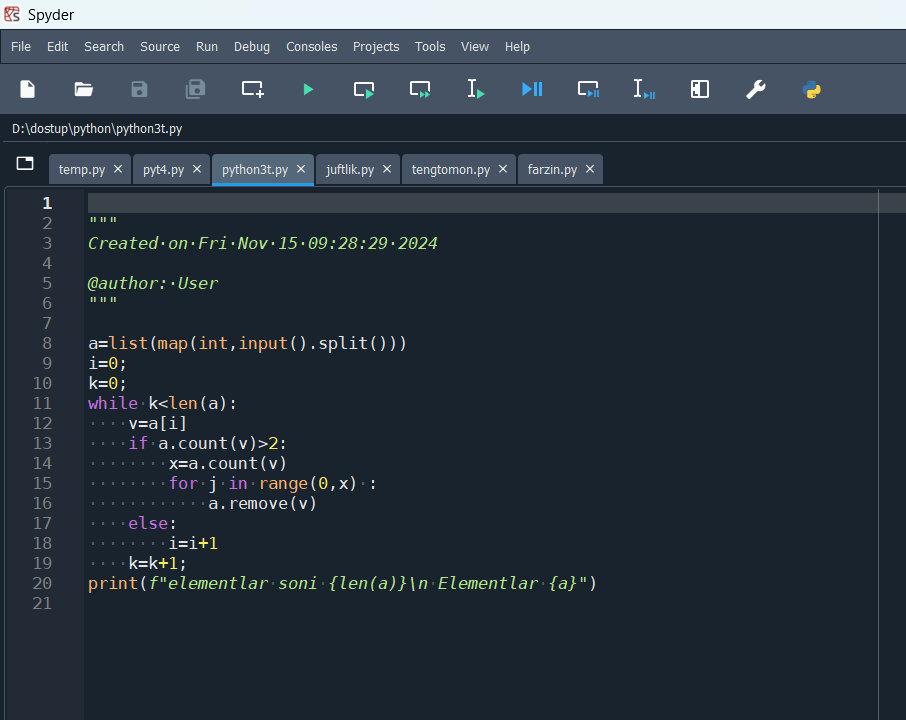 Spyder
File Edit Search Source Run Debug Consoles Projects Tools View Help
D:\dostup\python\python3t.py
temp.py pyt4.py python3t.py juftlik.py tengtomon.py farzin.py
1
2 """
3 Created on Fri Nov 15 09:28:29 2024
4
5 @author: User
6 """
7
8 a=list(map(int,input().split()))
9 i=0;
10 k=0;
11 while k<len(a):
12     v=a[i]
13     if a.count(v)>2:
14         x=a.count(v)
15         for j in range(0,x) :
16             a.remove(v)
17     else:
18         i=i+1
19     k=k+1;
20 print(f"elementlar soni {len(a)}\n Elementlar {a}")
21